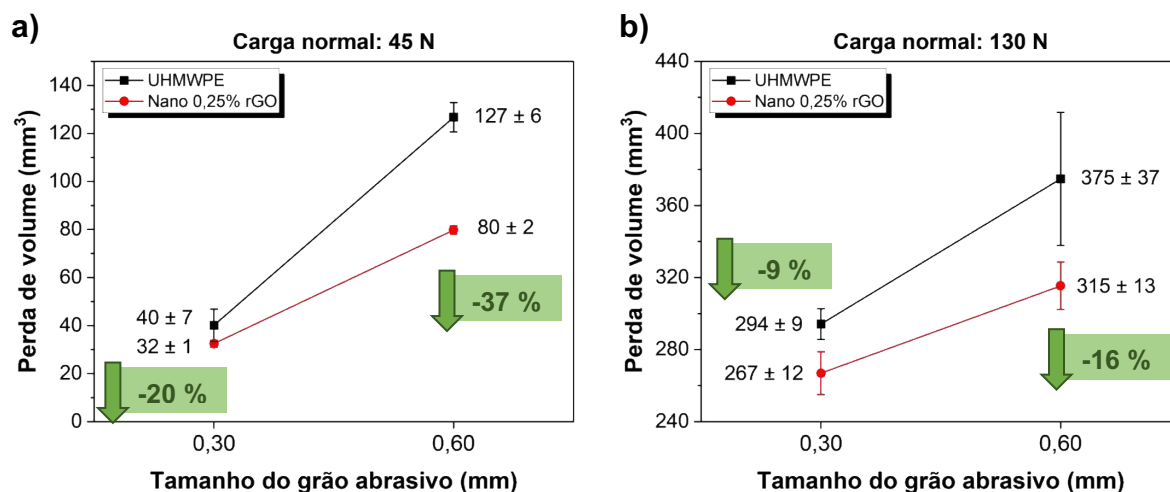 a)
Carga normal: 45 N
Perda de volume (mm³)
140
120
100
80
60
40
20
0
UHMWPE
Nano 0,25% rGO
127 ± 6
80 ± 2
40 ± 7
32 ± 1
-37 %
-20 %
0,30
0,60
Tamanho do grão abrasivo (mm)
b)
Carga normal: 130 N
Perda de volume (mm³)
440
400
360
320
280
240
UHMWPE
Nano 0,25% rGO
375 ± 37
-9 %
315 ± 13
294 ± 9
-16 %
267 ± 12
0,30
0,60
Tamanho do grão abrasivo (mm)